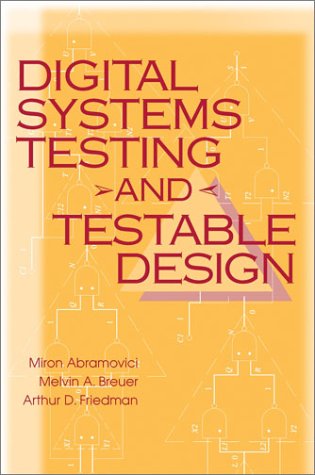 DIGITAL
SYSTEMS
TESTING
AND
TESTABLE
DESIGN
Miron Abramovici
Melvin A. Breuer
Arthur D. Friedman